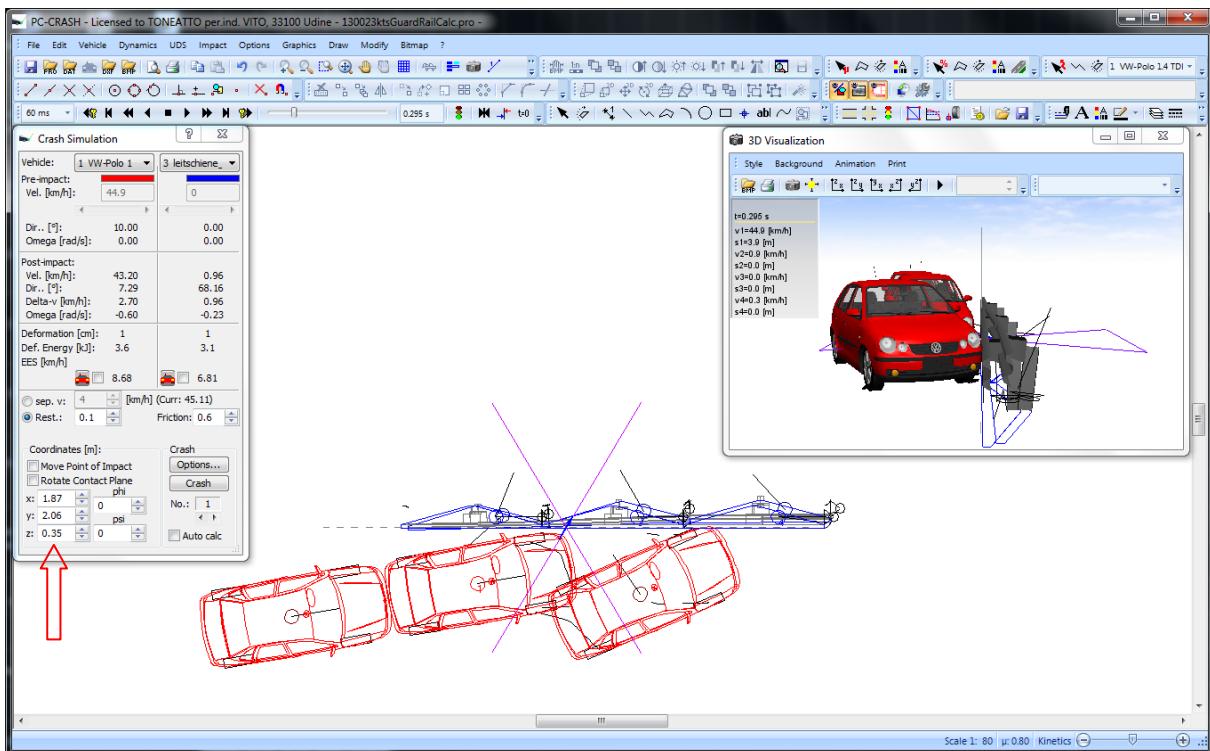 PC-CRASH - Licensed to TONEATTO per.ind. VITO, 33100 Udine - 130023ktsGuardRailCalc.pro -
File Edit Vehicle Dynamics UDS Impact Options Graphics Draw Modify Bitmap ?
PRO DAT DXF BMP
1 VW-Polo 1.4 TDI
60 ms
0.295 s
t=0
abl
A
Crash Simulation ?
Vehicle: 1 VW-Polo 1 3 leitschiene_
Pre-impact:
Vel. [km/h]: 44.9 0
Dir.. [°]: 10.00 0.00
Omega [rad/s]: 0.00 0.00
Post-impact:
Vel. [km/h]: 43.20 0.96
Dir.. [°]: 7.29 68.16
Delta-v [km/h]: 2.70 0.96
Omega [rad/s]: -0.60 -0.23
Deformation [cm]: 1 1
Def. Energy [kJ]: 3.6 3.1
EES [km/h]
8.68 6.81
sep. v: 4 [km/h] (Curr: 45.11)
Rest.: 0.1 Friction: 0.6
Coordinates [m]: Crash
Move Point of Impact Options...
Rotate Contact Plane Crash
phi
x: 1.87 0 No.: 1
y: 2.06 psi
z: 0.35 0 Auto calc
3D Visualization
Style Background Animation Print
BMP
t=0.295 s
v1=44.9 [km/h]
s1=3.9 [m]
v2=0.9 [km/h]
s2=0.0 [m]
v3=0.0 [km/h]
s3=0.0 [m]
v4=0.3 [km/h]
s4=0.0 [m]
Scale 1: 80 µ: 0.80 Kinetics